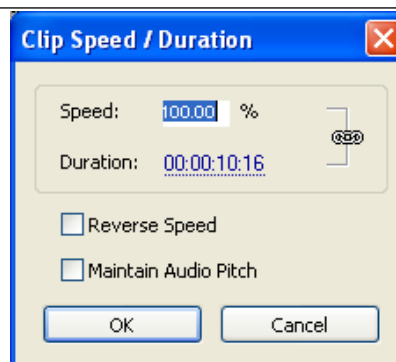 Clip Speed / Duration
Speed: 100.00 %
Duration: 00:00:10:16
Reverse Speed
Maintain Audio Pitch
OK Cancel